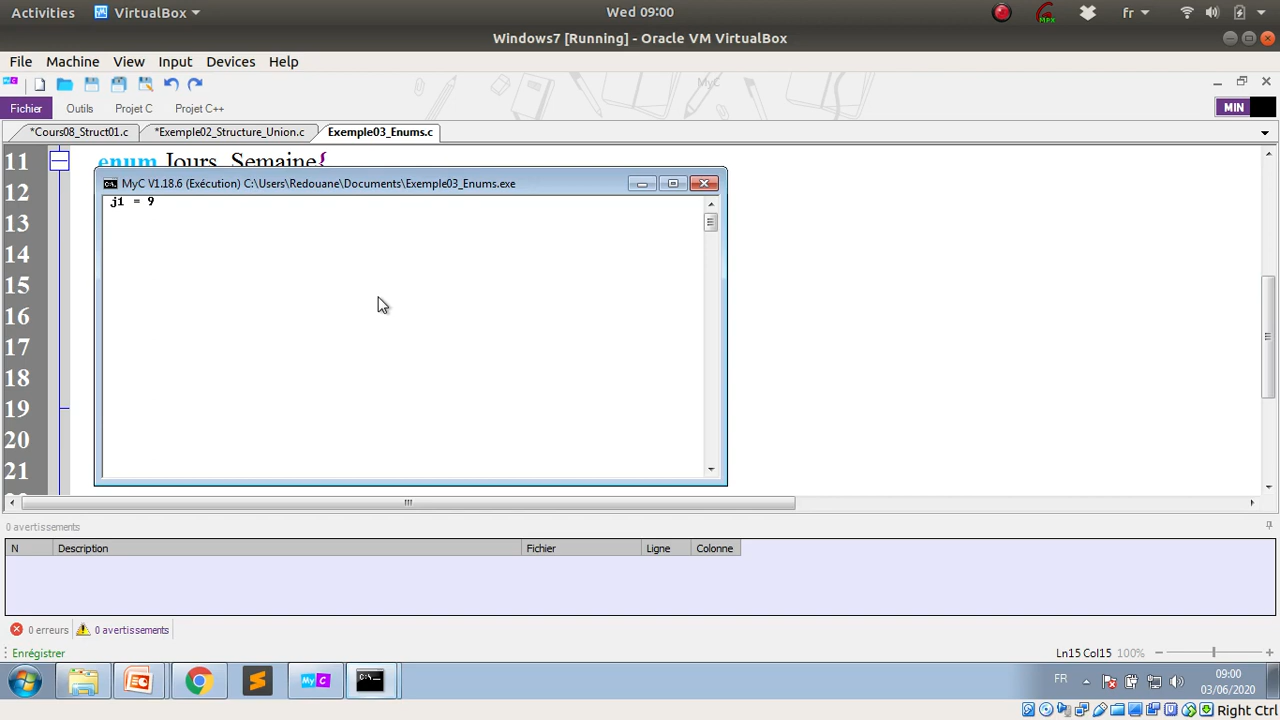 Activities VirtualBox Wed 09:00 fr
Windows7 [Running] - Oracle VM VirtualBox
File Machine View Input Devices Help
MyC
Fichier Outils Projet C Projet C++ MIN
*Cours08_Struct01.c *Exemple02_Structure_Union.c Exemple03_Enums.c
11 enum Jours_Semaine{
12
MyC V1.18.6 (Exécution) C:\Users\Redouane\Documents\Exemple03_Enums.exe
j1 = 9
13
14
15
16
17
18
19
20
21
0 avertissements
N Description Fichier Ligne Colonne
0 erreurs 0 avertissements
Enrégistrer Ln15 Col15 100%
MyC FR 09:00
03/06/2020
Right Ctrl